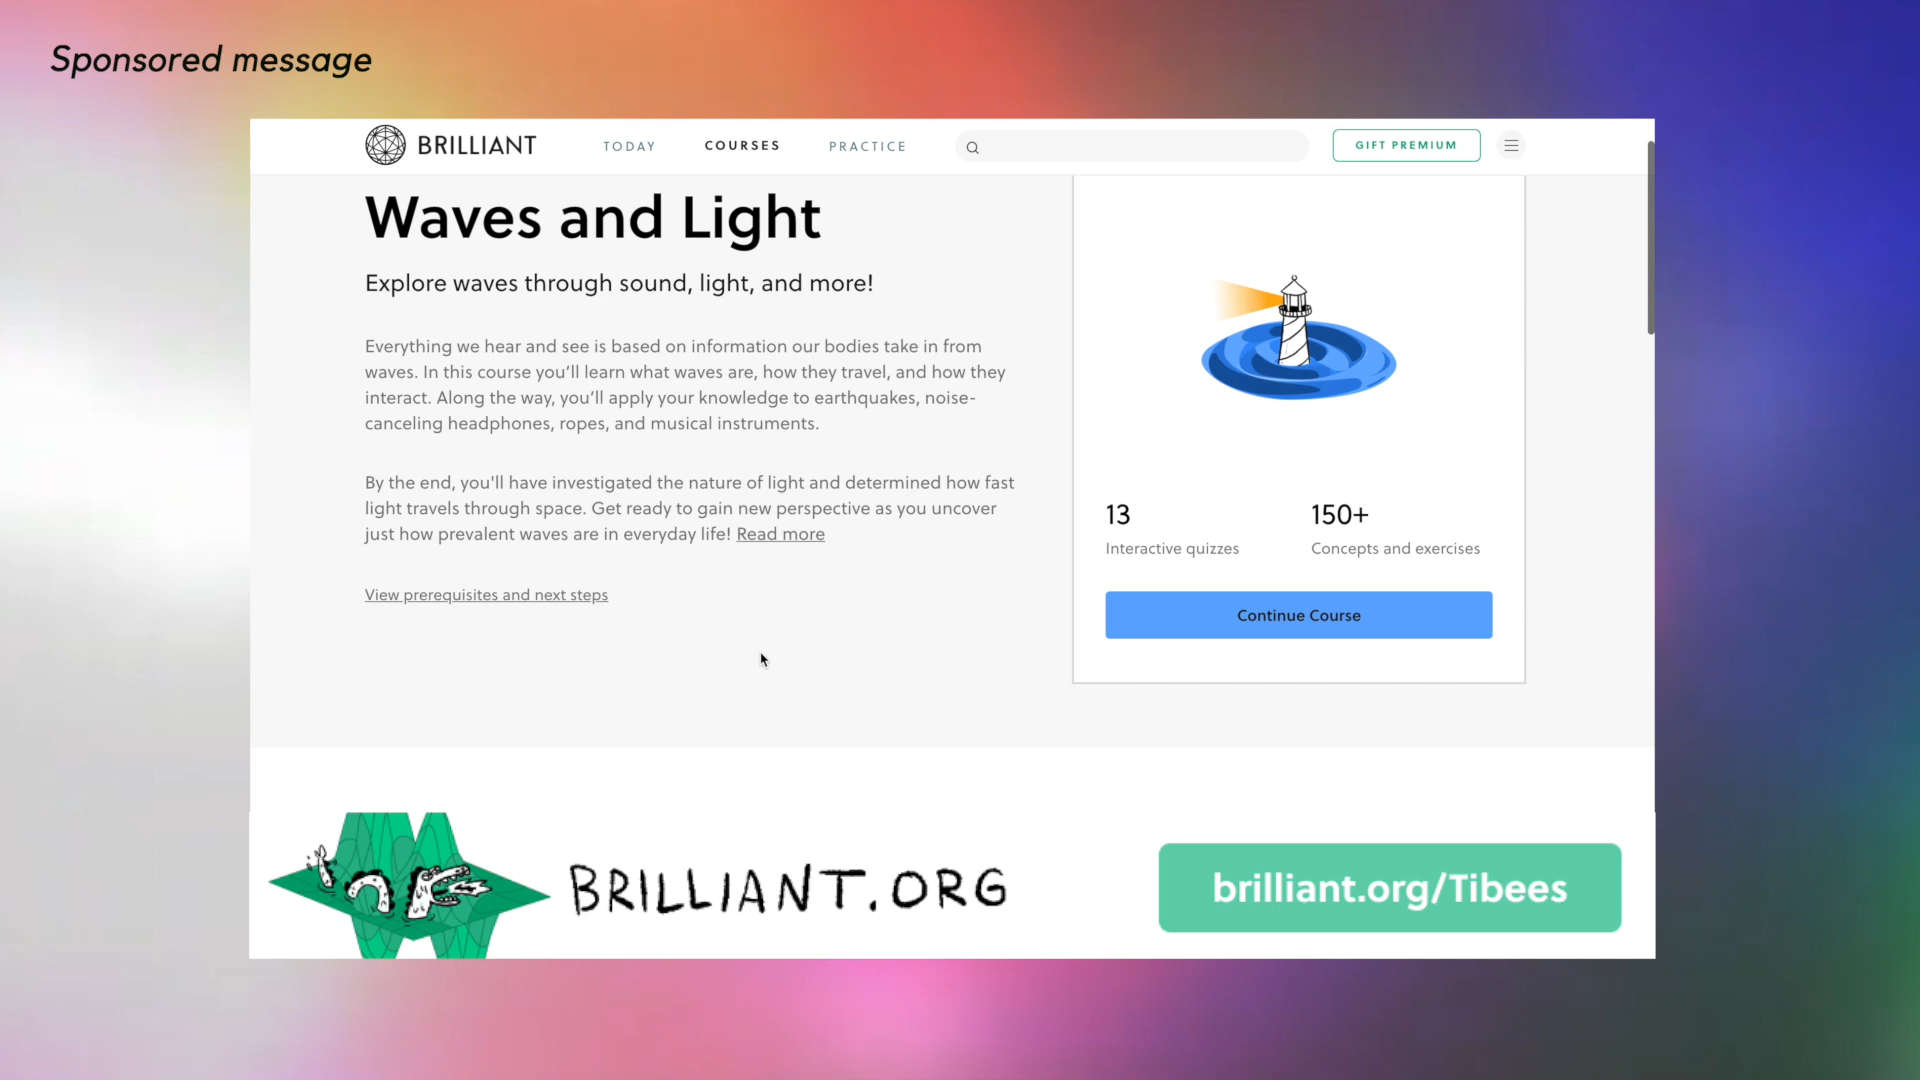 Sponsored message
BRILLIANT
TODAY
COURSES
PRACTICE
GIFT PREMIUM
Waves and Light
Explore waves through sound, light, and more!
Everything we hear and see is based on information our bodies take in from
waves. In this course you’ll learn what waves are, how they travel, and how they
interact. Along the way, you’ll apply your knowledge to earthquakes, noise-
canceling headphones, ropes, and musical instruments.
By the end, you'll have investigated the nature of light and determined how fast
light travels through space. Get ready to gain new perspective as you uncover
just how prevalent waves are in everyday life! Read more
View prerequisites and next steps
13
Interactive quizzes
150+
Concepts and exercises
Continue Course
BRILLIANT.ORG
brilliant.org/Tibees